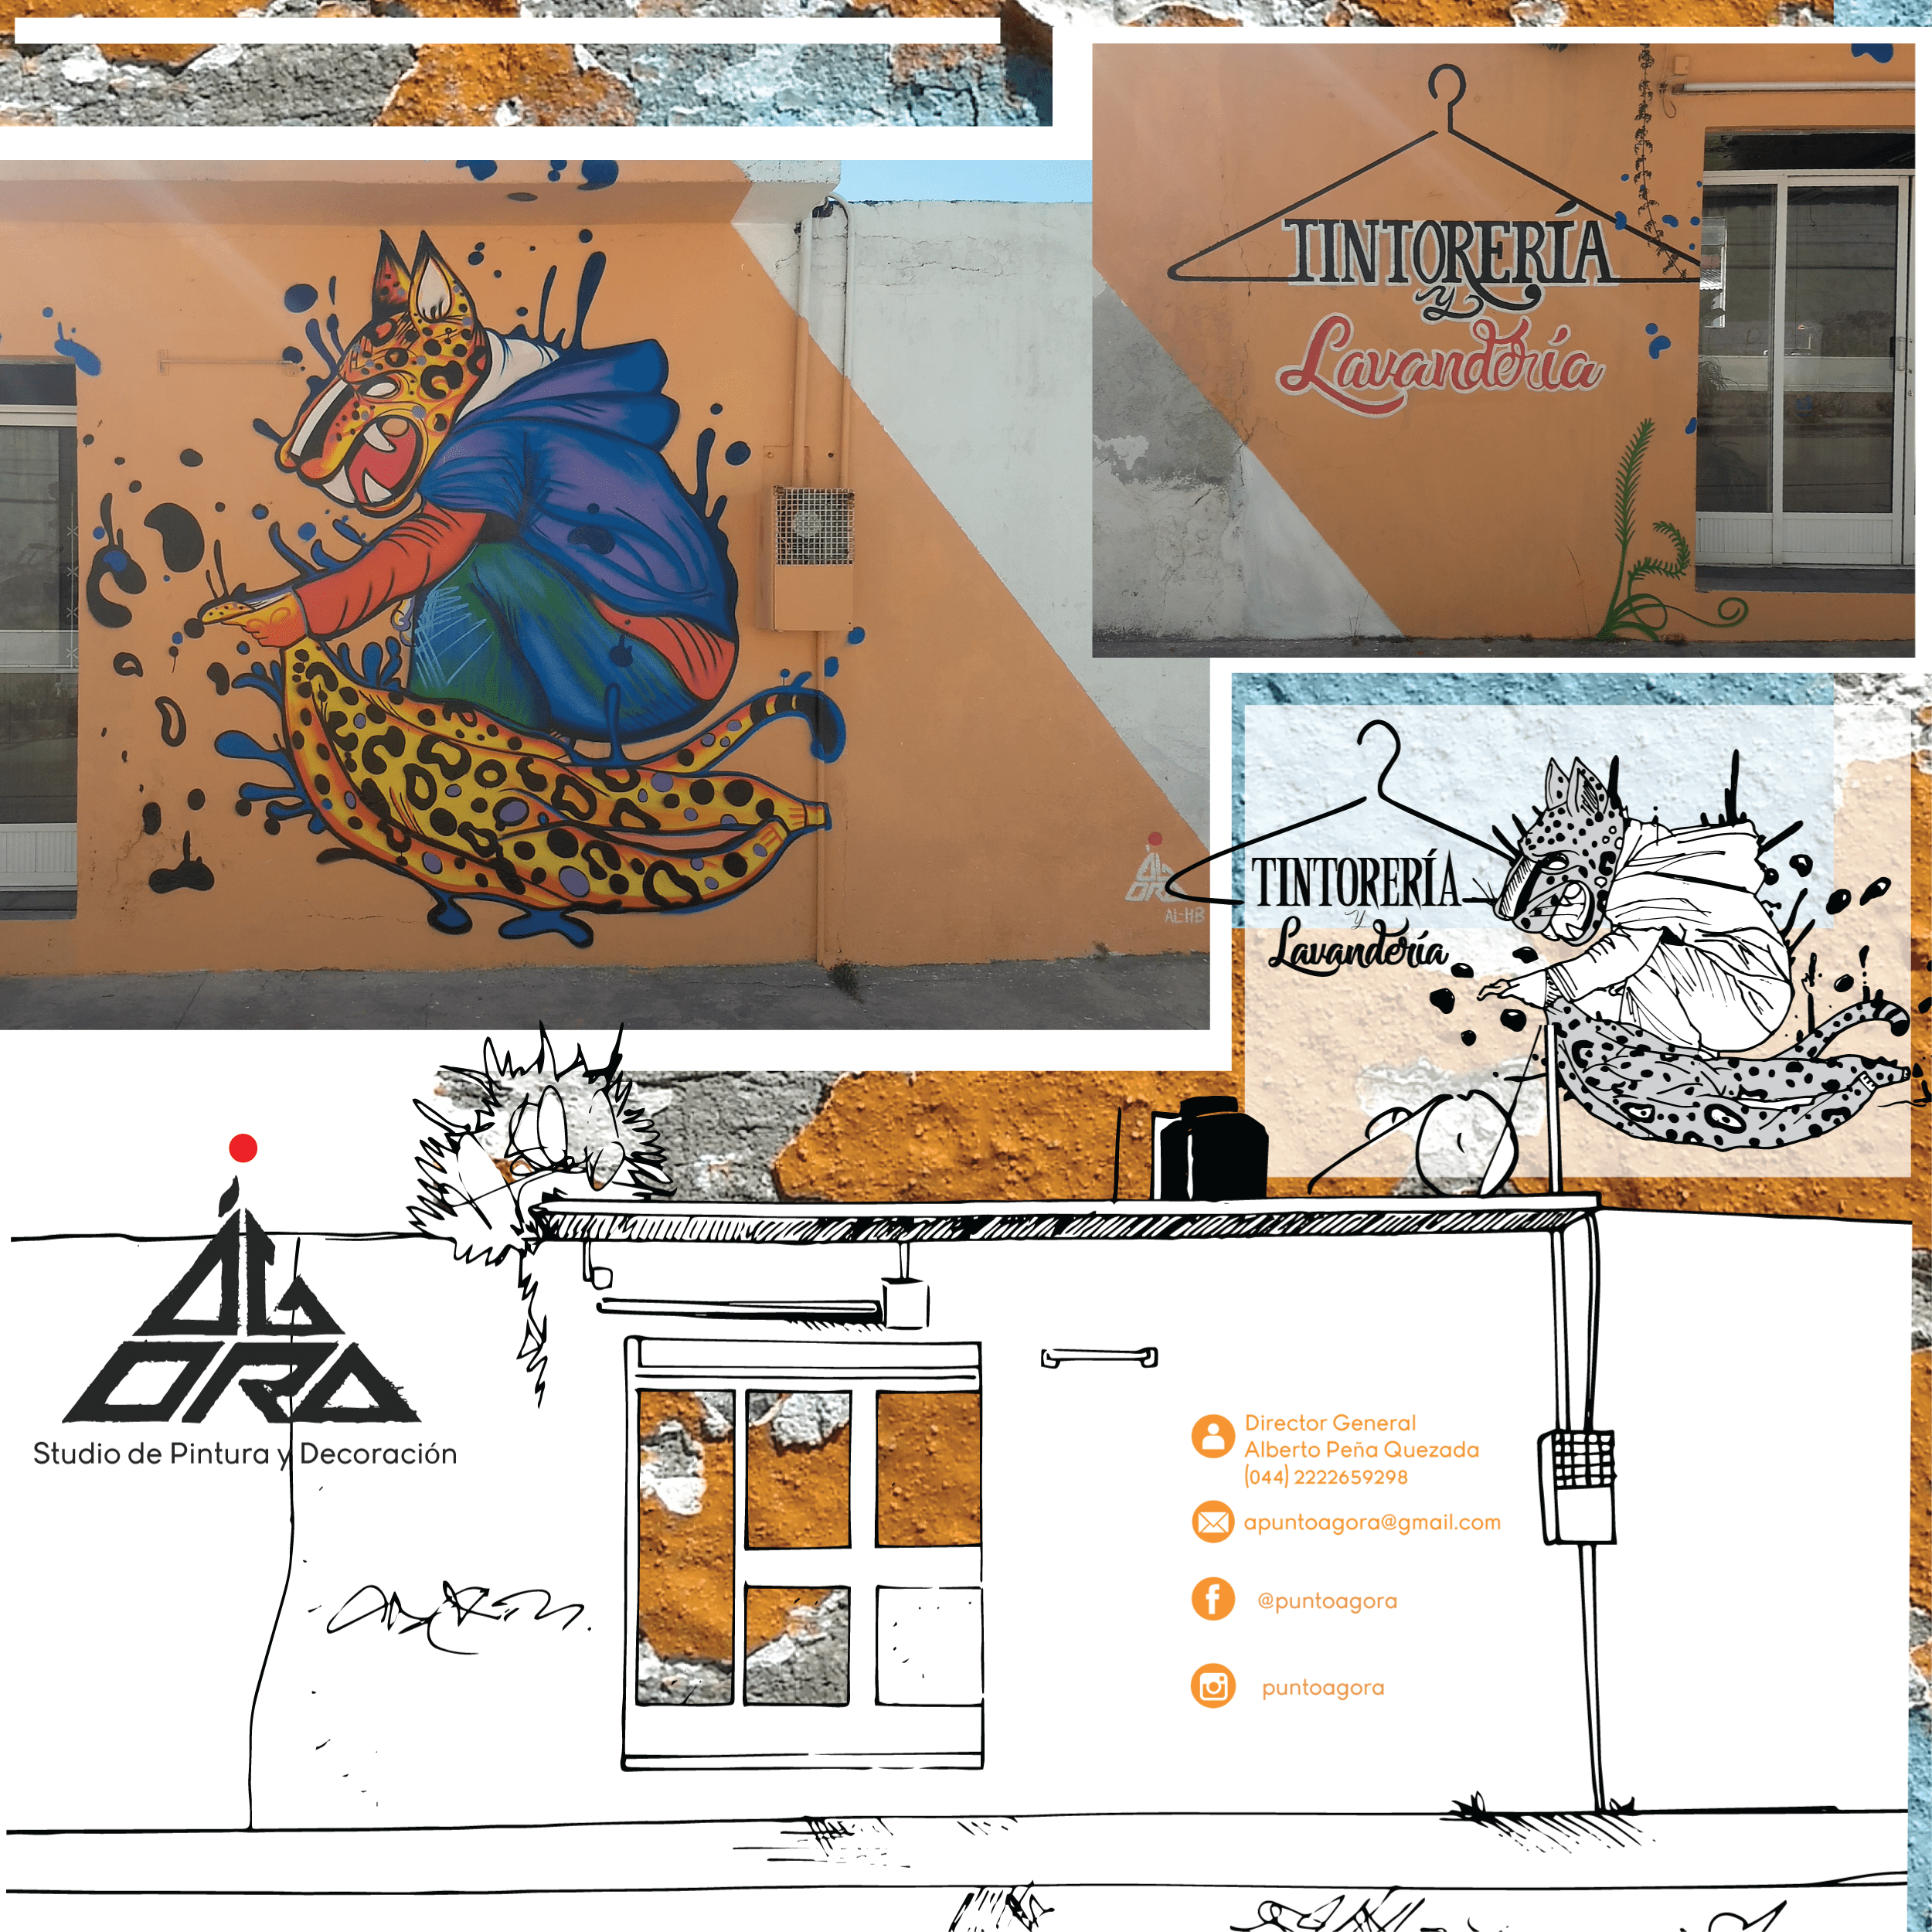 TINTORERÍA
y
Lavandería
ÁGORA
AL-HB
TINTORERÍA
y
Lavandería
ÁGORA
Studio de Pintura y Decoración
Director General
Alberto Peña Quezada
(044) 2222659298
apuntoagora@gmail.com
@puntoagora
puntoagora